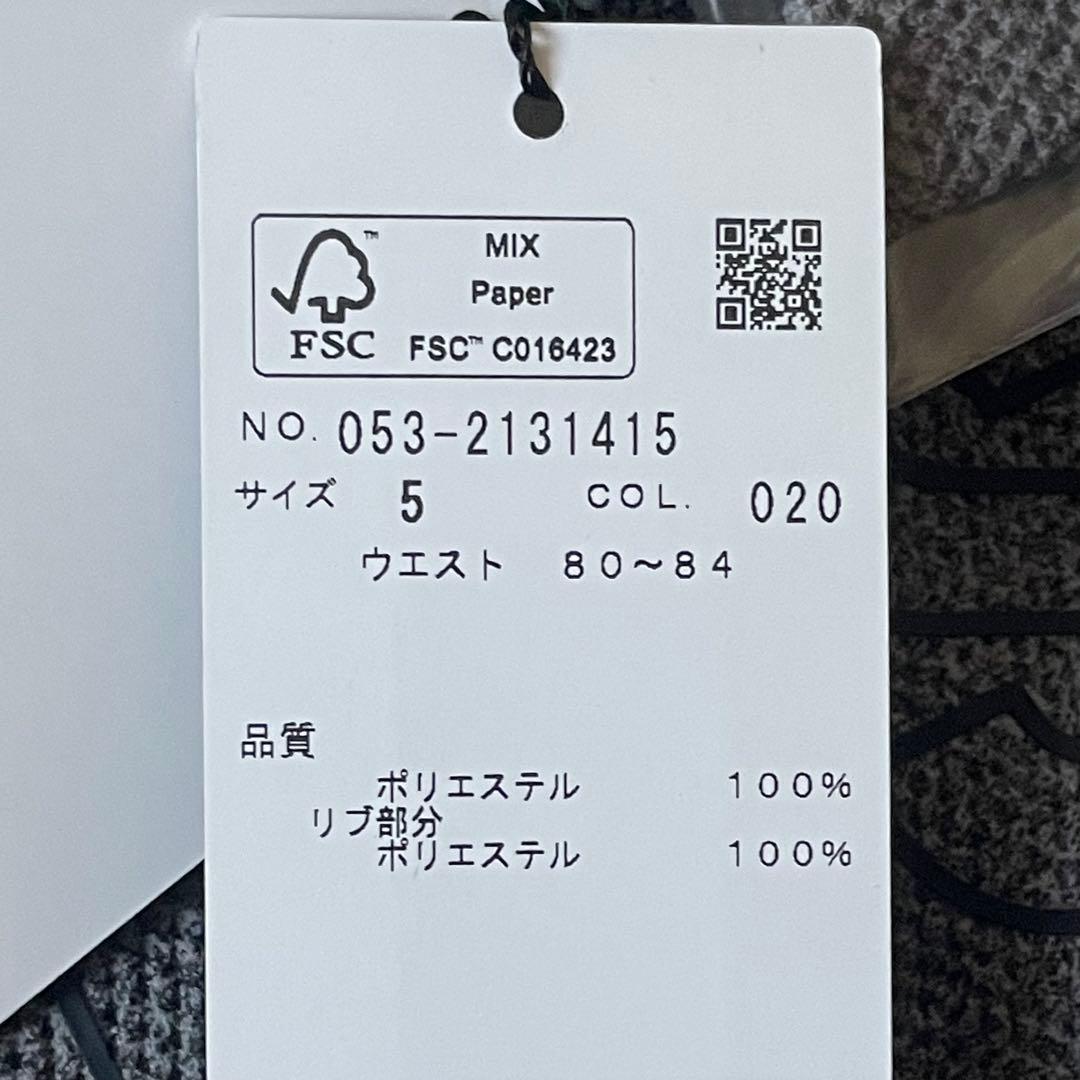 MIX
Paper
FSC™ FSC™ C016423
NO. 053-2131415
サイズ 5 COL. 020
ウエスト 80~84
品質
ポリエステル 100%
リブ部分
ポリエステル 100%